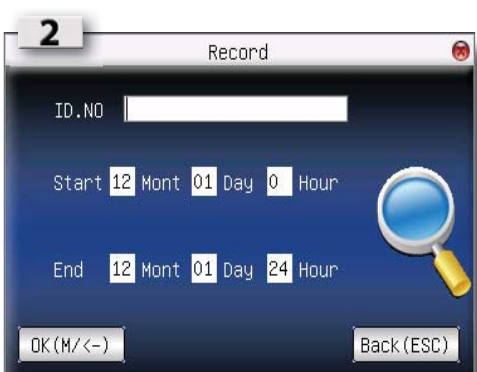 2
Record
ID.NO
Start 12 Mont 01 Day 0 Hour
End 12 Mont 01 Day 24 Hour
OK(M/<-) Back(ESC)